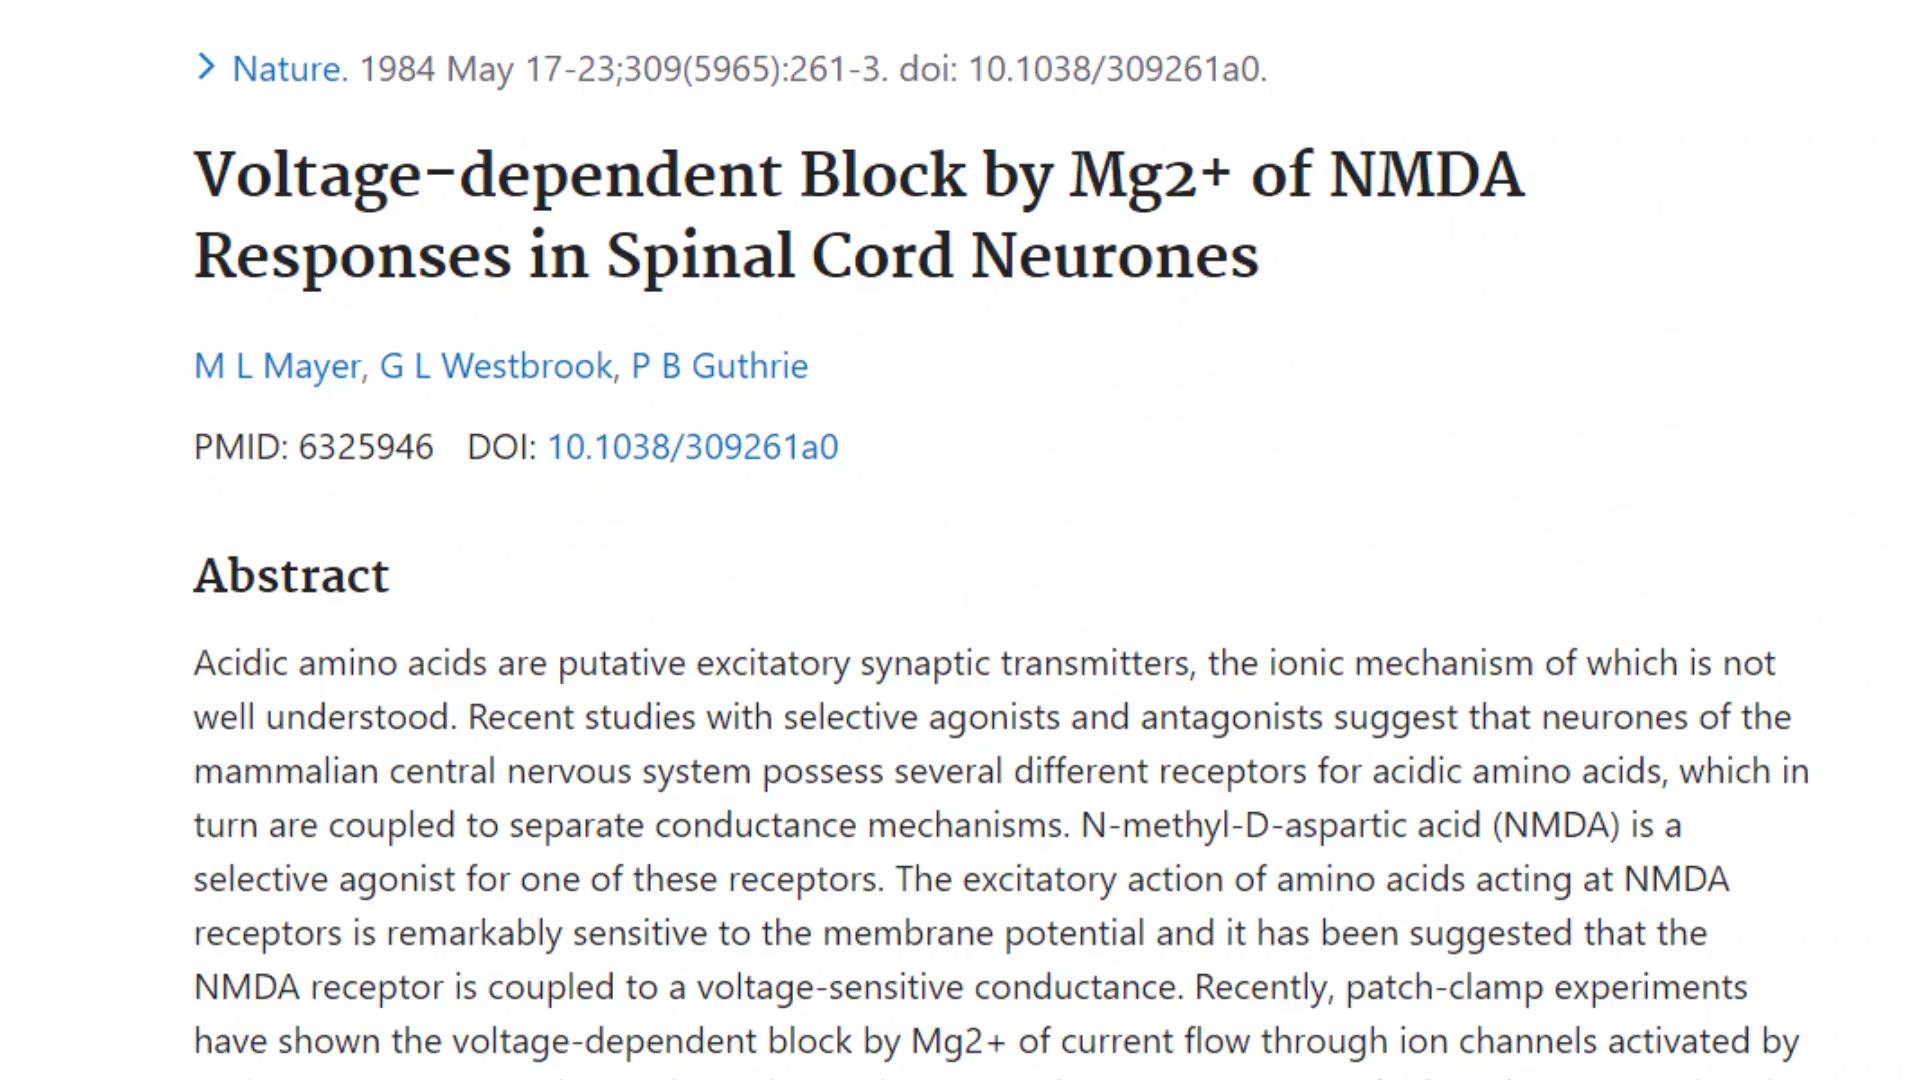 Nature. 1984 May 17-23;309(5965):261-3. doi: 10.1038/309261a0.
Voltage-dependent Block by Mg2+ of NMDA
Responses in Spinal Cord Neurones
M L Mayer, G L Westbrook, P B Guthrie
PMID: 6325946 DOI: 10.1038/309261a0
Abstract
Acidic amino acids are putative excitatory synaptic transmitters, the ionic mechanism of which is not
well understood. Recent studies with selective agonists and antagonists suggest that neurones of the
mammalian central nervous system possess several different receptors for acidic amino acids, which in
turn are coupled to separate conductance mechanisms. N-methyl-D-aspartic acid (NMDA) is a
selective agonist for one of these receptors. The excitatory action of amino acids acting at NMDA
receptors is remarkably sensitive to the membrane potential and it has been suggested that the
NMDA receptor is coupled to a voltage-sensitive conductance. Recently, patch-clamp experiments
have shown the voltage-dependent block by Mg2+ of current flow through ion channels activated by